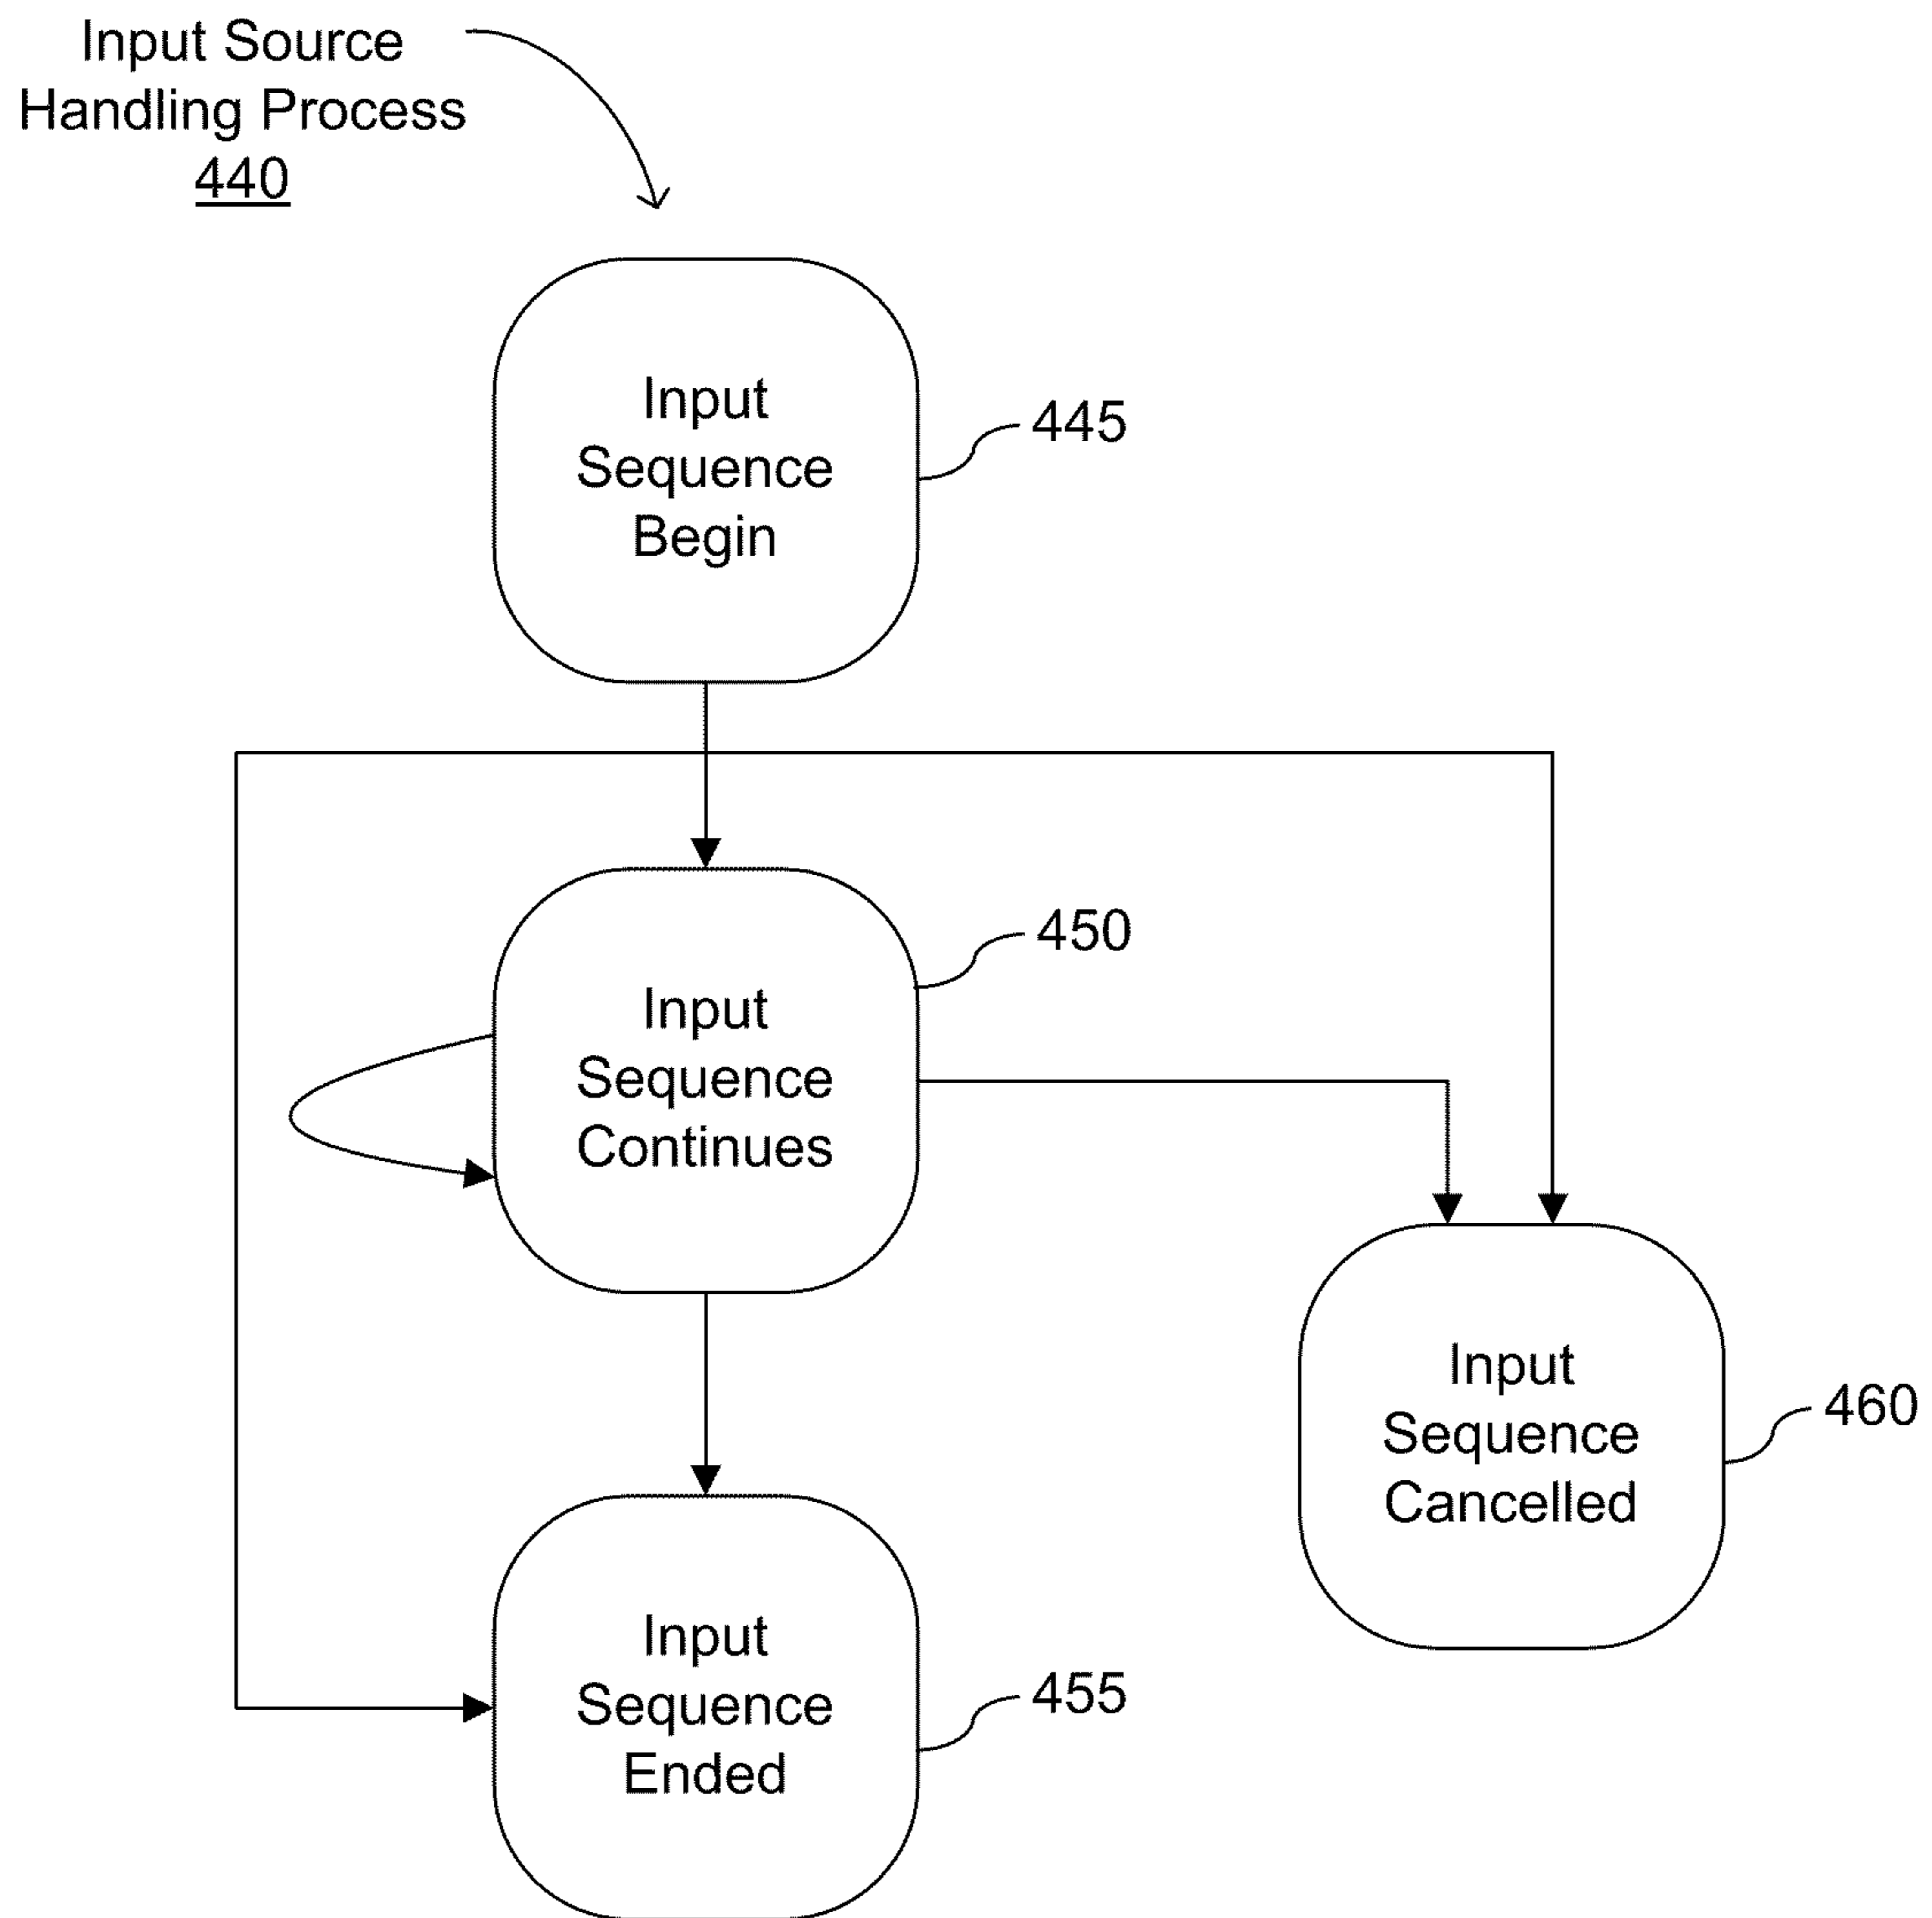 Input Source
Handling Process
440
Input
Sequence
Begin
445
Input
Sequence
Continues
450
Input
Sequence
Cancelled
460
Input
Sequence
Ended
455